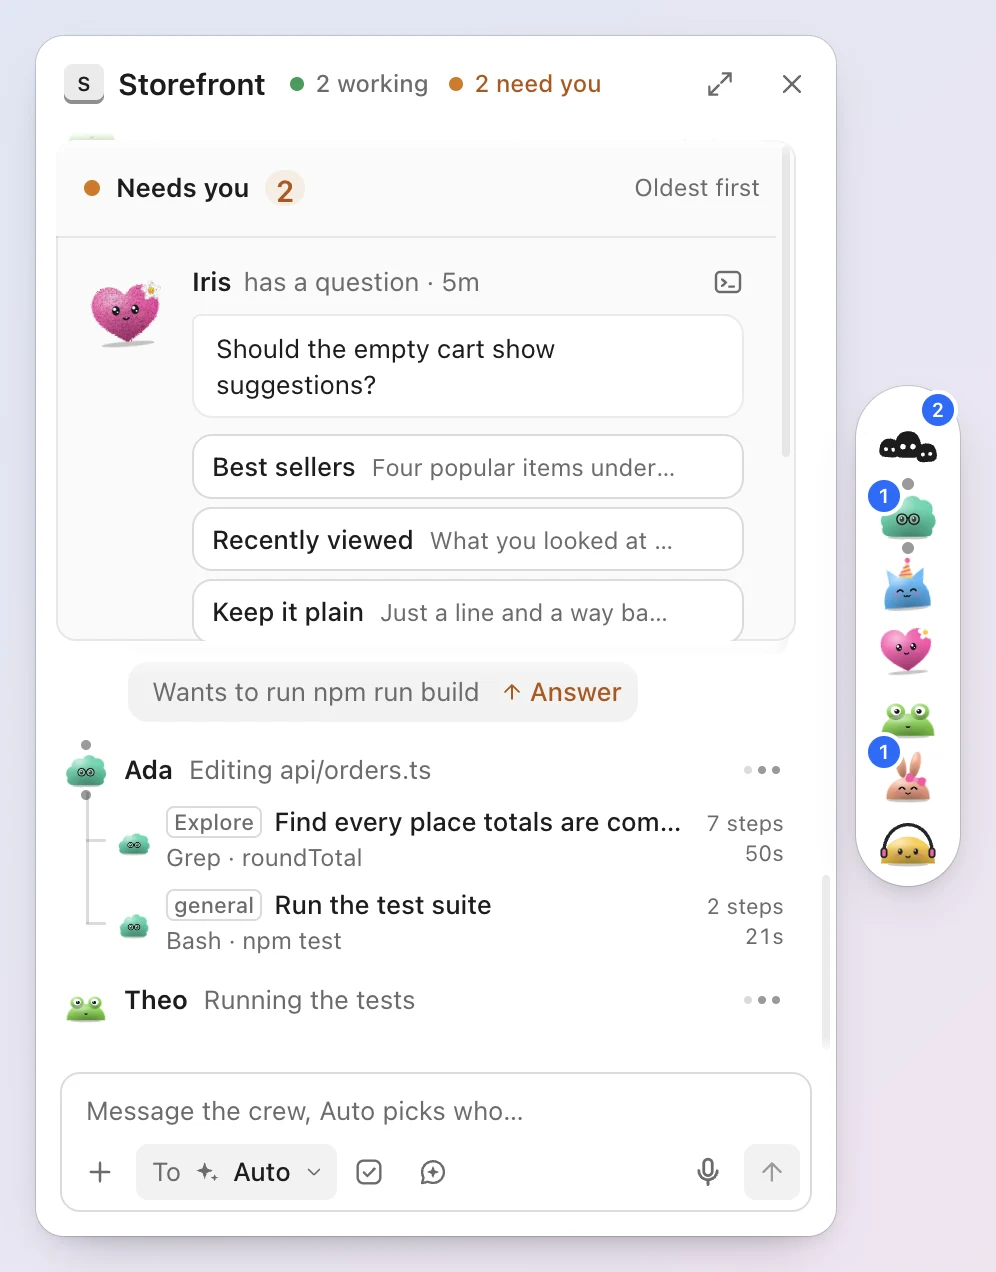 S Storefront 2 working 2 need you
Needs you 2 Oldest first
Iris has a question · 5m
Should the empty cart show
suggestions?
Best sellers Four popular items under...
Recently viewed What you looked at ...
Keep it plain Just a line and a way ba...
Wants to run npm run build ↑ Answer
Ada Editing api/orders.ts
Explore Find every place totals are com... 7 steps
Grep · roundTotal 50s
general Run the test suite 2 steps
Bash · npm test 21s
Theo Running the tests
Message the crew, Auto picks who...
To Auto
2
1
1